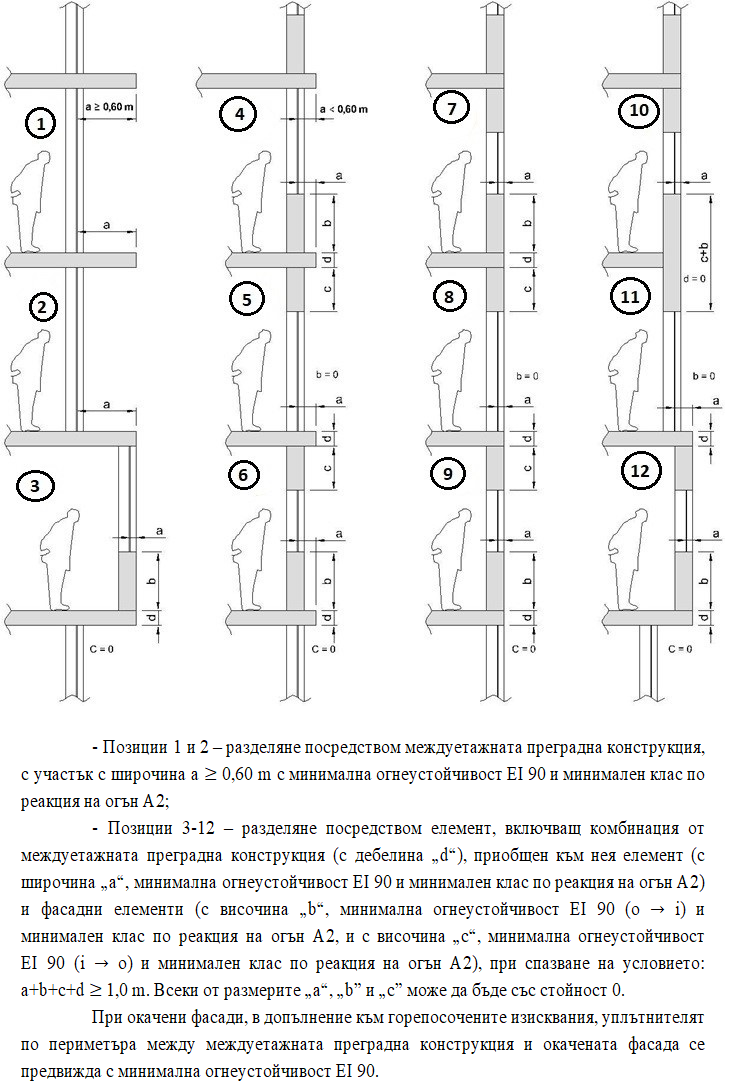 a ≥ 0,60 m
a < 0,60 m
1
4
7
10
a
a
a
a
a
b
b
b
c+b
d
d
d = 0
2
5
8
11
c
c
b = 0
b = 0
b = 0
a
a
a
a
d
d
d
3
6
9
12
c
c
a
a
a
a
b
b
b
b
d
d
d
d
C = 0
C = 0
C = 0
C = 0
- Позиции 1 и 2 – разделяне посредством междуетажната преградна конструкция,
с участък с широчина a ≥ 0,60 m с минимална огнеустойчивост EI 90 и минимален клас по
реакция на огън А2;
- Позиции 3-12 – разделяне посредством елемент, включващ комбинация от
междуетажната преградна конструкция (с дебелина „d“), приобщен към нея елемент (с
широчина „a“, минимална огнеустойчивост EI 90 и минимален клас по реакция на огън А2)
и фасадни елементи (с височина „b“, минимална огнеустойчивост EI 90 (o → i) и
минимален клас по реакция на огън А2, и с височина „c“, минимална огнеустойчивост
EI 90 (i → o) и минимален клас по реакция на огън А2), при спазване на условието:
a+b+c+d ≥ 1,0 m. Всеки от размерите „a“, „b” и „c” може да бъде със стойност 0.
При окачени фасади, в допълнение към горепосочените изисквания, уплътнителят
по периметъра между междуетажната преградна конструкция и окачената фасада се
предвижда с минимална огнеустойчивост EI 90.